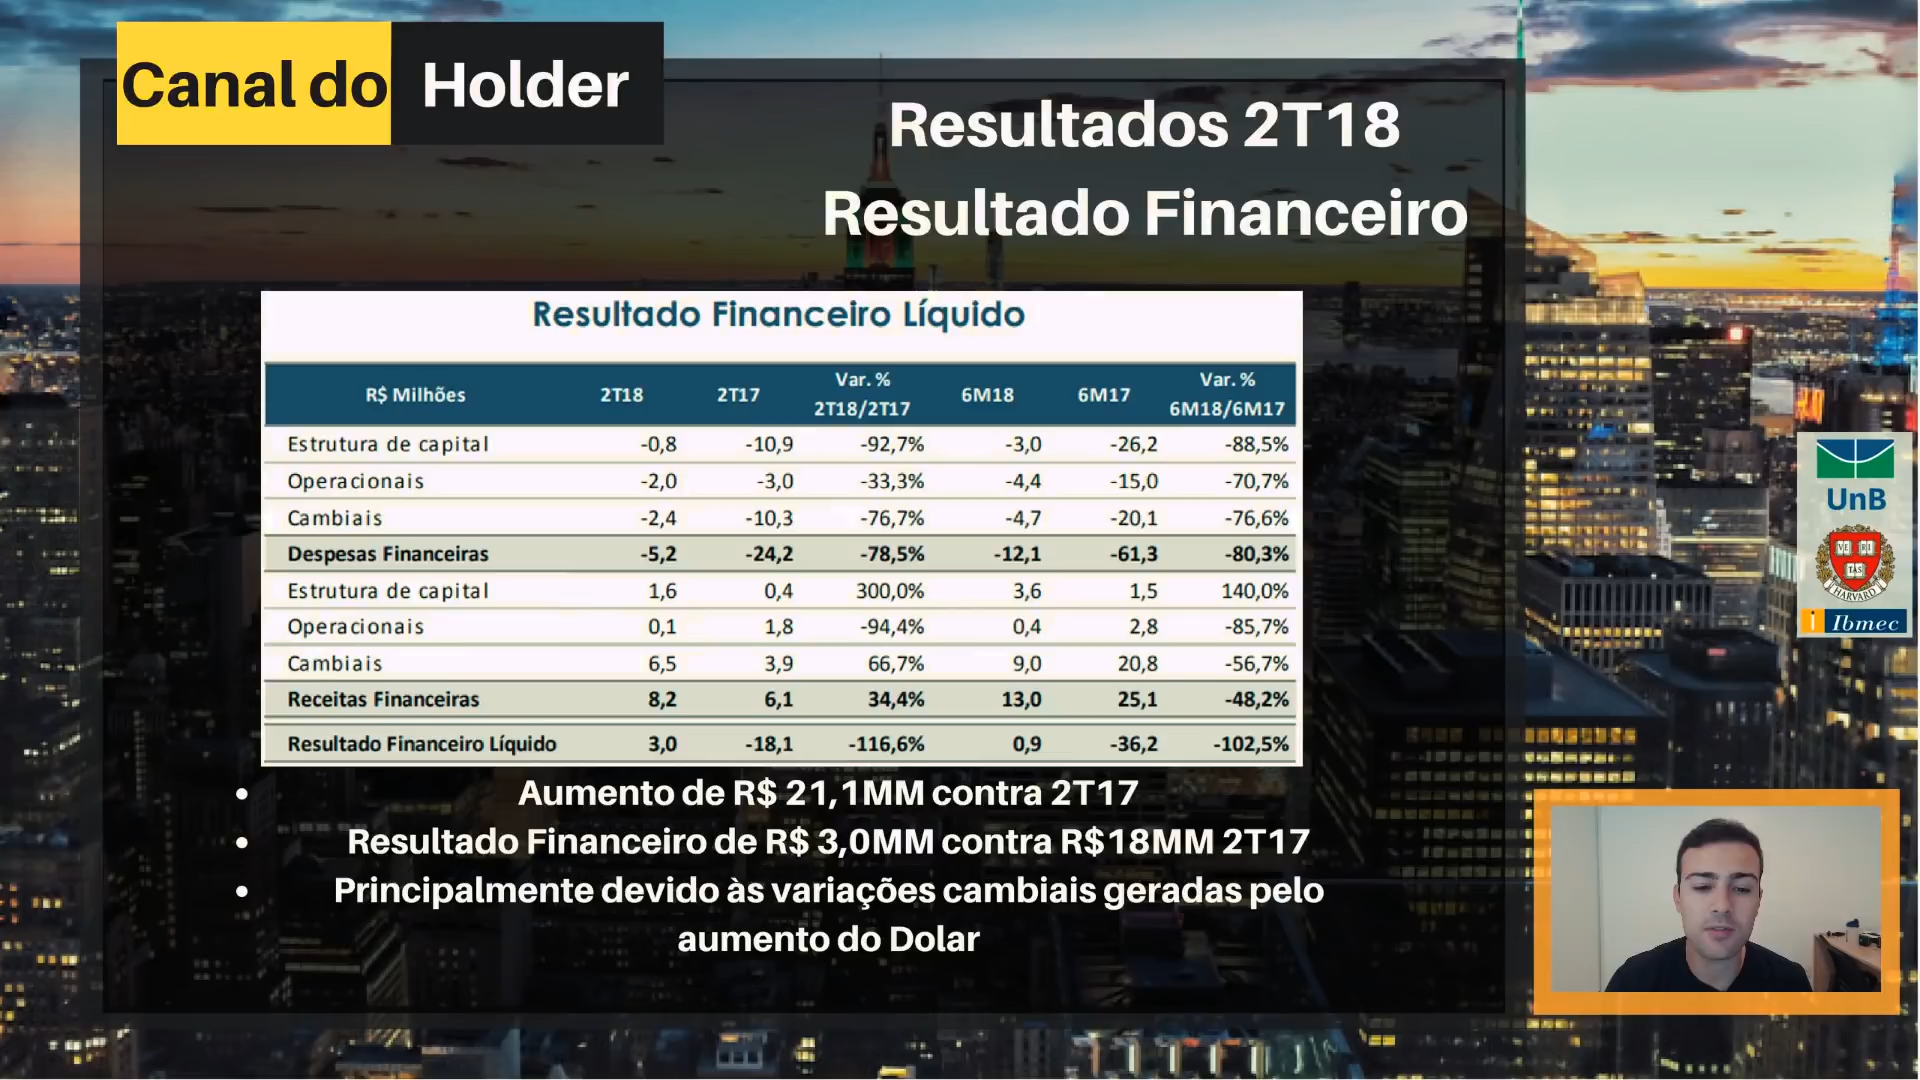 Canal do Holder
Resultados 2T18
Resultado Financeiro
Resultado Financeiro Líquido
R$ Milhões 2T18 2T17 Var. % 2T18/2T17 6M18 6M17 Var. % 6M18/6M17
Estrutura de capital -0,8 -10,9 -92,7% -3,0 -26,2 -88,5%
Operacionais -2,0 -3,0 -33,3% -4,4 -15,0 -70,7%
Cambiais -2,4 -10,3 -76,7% -4,7 -20,1 -76,6%
Despesas Financeiras -5,2 -24,2 -78,5% -12,1 -61,3 -80,3%
Estrutura de capital 1,6 0,4 300,0% 3,6 1,5 140,0%
Operacionais 0,1 1,8 -94,4% 0,4 2,8 -85,7%
Cambiais 6,5 3,9 66,7% 9,0 20,8 -56,7%
Receitas Financeiras 8,2 6,1 34,4% 13,0 25,1 -48,2%
Resultado Financeiro Líquido 3,0 -18,1 -116,6% 0,9 -36,2 -102,5%
• Aumento de R$ 21,1MM contra 2T17
• Resultado Financeiro de R$ 3,0MM contra R$18MM 2T17
• Principalmente devido às variações cambiais geradas pelo
aumento do Dolar
UnB
VE RI
TAS
HARVARD
i Ibmec